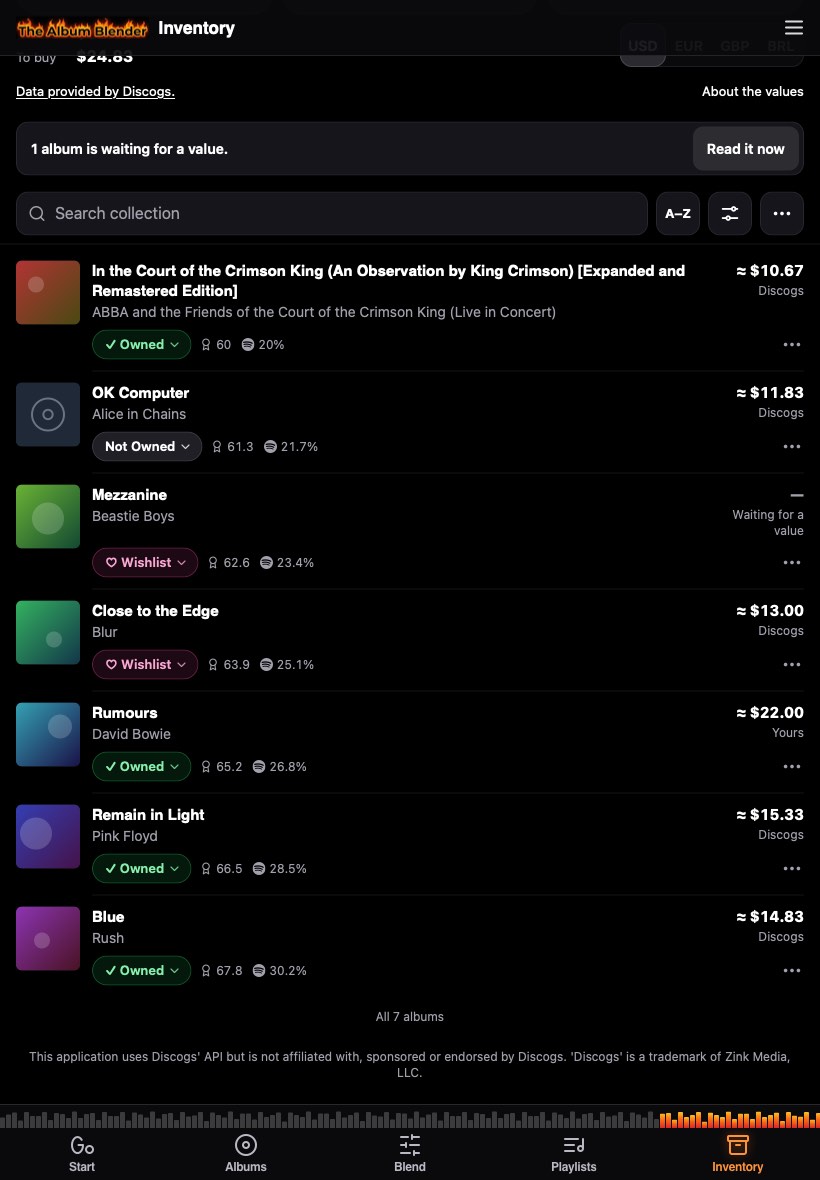 The Album Blender Inventory
To buy $24.83
USD EUR GBP BRL
Data provided by Discogs.
About the values
1 album is waiting for a value.
Read it now
Search collection
A–Z
In the Court of the Crimson King (An Observation by King Crimson) [Expanded and
Remastered Edition]
≈ $10.67
Discogs
ABBA and the Friends of the Court of the Crimson King (Live in Concert)
Owned 60 20%
OK Computer
≈ $11.83
Alice in Chains
Discogs
Not Owned 61.3 21.7%
Mezzanine
—
Beastie Boys
Waiting for a
value
Wishlist 62.6 23.4%
Close to the Edge
≈ $13.00
Blur
Discogs
Wishlist 63.9 25.1%
Rumours
≈ $22.00
David Bowie
Yours
Owned 65.2 26.8%
Remain in Light
≈ $15.33
Pink Floyd
Discogs
Owned 66.5 28.5%
Blue
≈ $14.83
Rush
Discogs
Owned 67.8 30.2%
All 7 albums
This application uses Discogs' API but is not affiliated with, sponsored or endorsed by Discogs. 'Discogs' is a trademark of Zink Media,
LLC.
Start Albums Blend Playlists Inventory